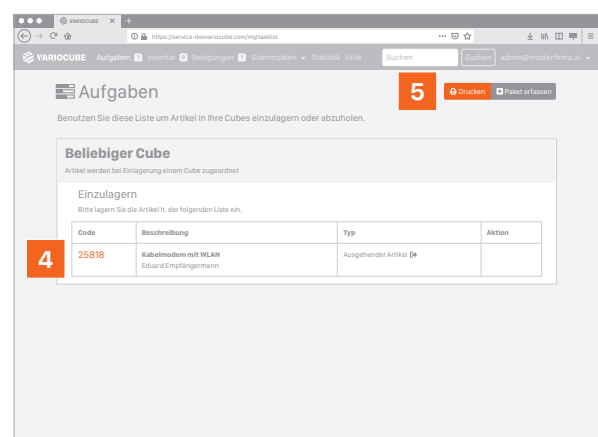 VARIOCUBE × +
https://service-devvariocube.com/mg/tasklist
VARIOCUBE Aufgaben 1 Inventar 0 Belegungen 1 Stammdaten Statistik Hilfe Suchen Suchen admin@musterfirma.at
Aufgaben
5
Drucken
Paket erfassen
Benutzen Sie diese Liste um Artikel in Ihre Cubes einzulagern oder abzuholen.
Beliebiger Cube
Artikel werden bei Einlagerung einem Cube zugeordnet
Einzulagern
Bitte lagern Sie die Artikel lt. der folgenden Liste ein.
Code Beschreibung Typ Aktion
4
25818 Kabelmodem mit WLAN Ausgehender Artikel
Eduard Empfängermann